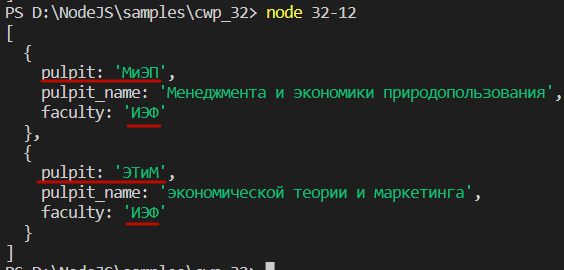 PS D:\NodeJS\samples\cwp_32> node 32-12
[
  {
    pulpit: 'МиЭП',
    pulpit_name: 'Менеджмента и экономики природопользования',
    faculty: 'ИЭФ'
  },
  {
    pulpit: 'ЭТиМ',
    pulpit_name: 'экономической теории и маркетинга',
    faculty: 'ИЭФ'
  }
]
PS D:\NodeJS\samples\cwp_32>